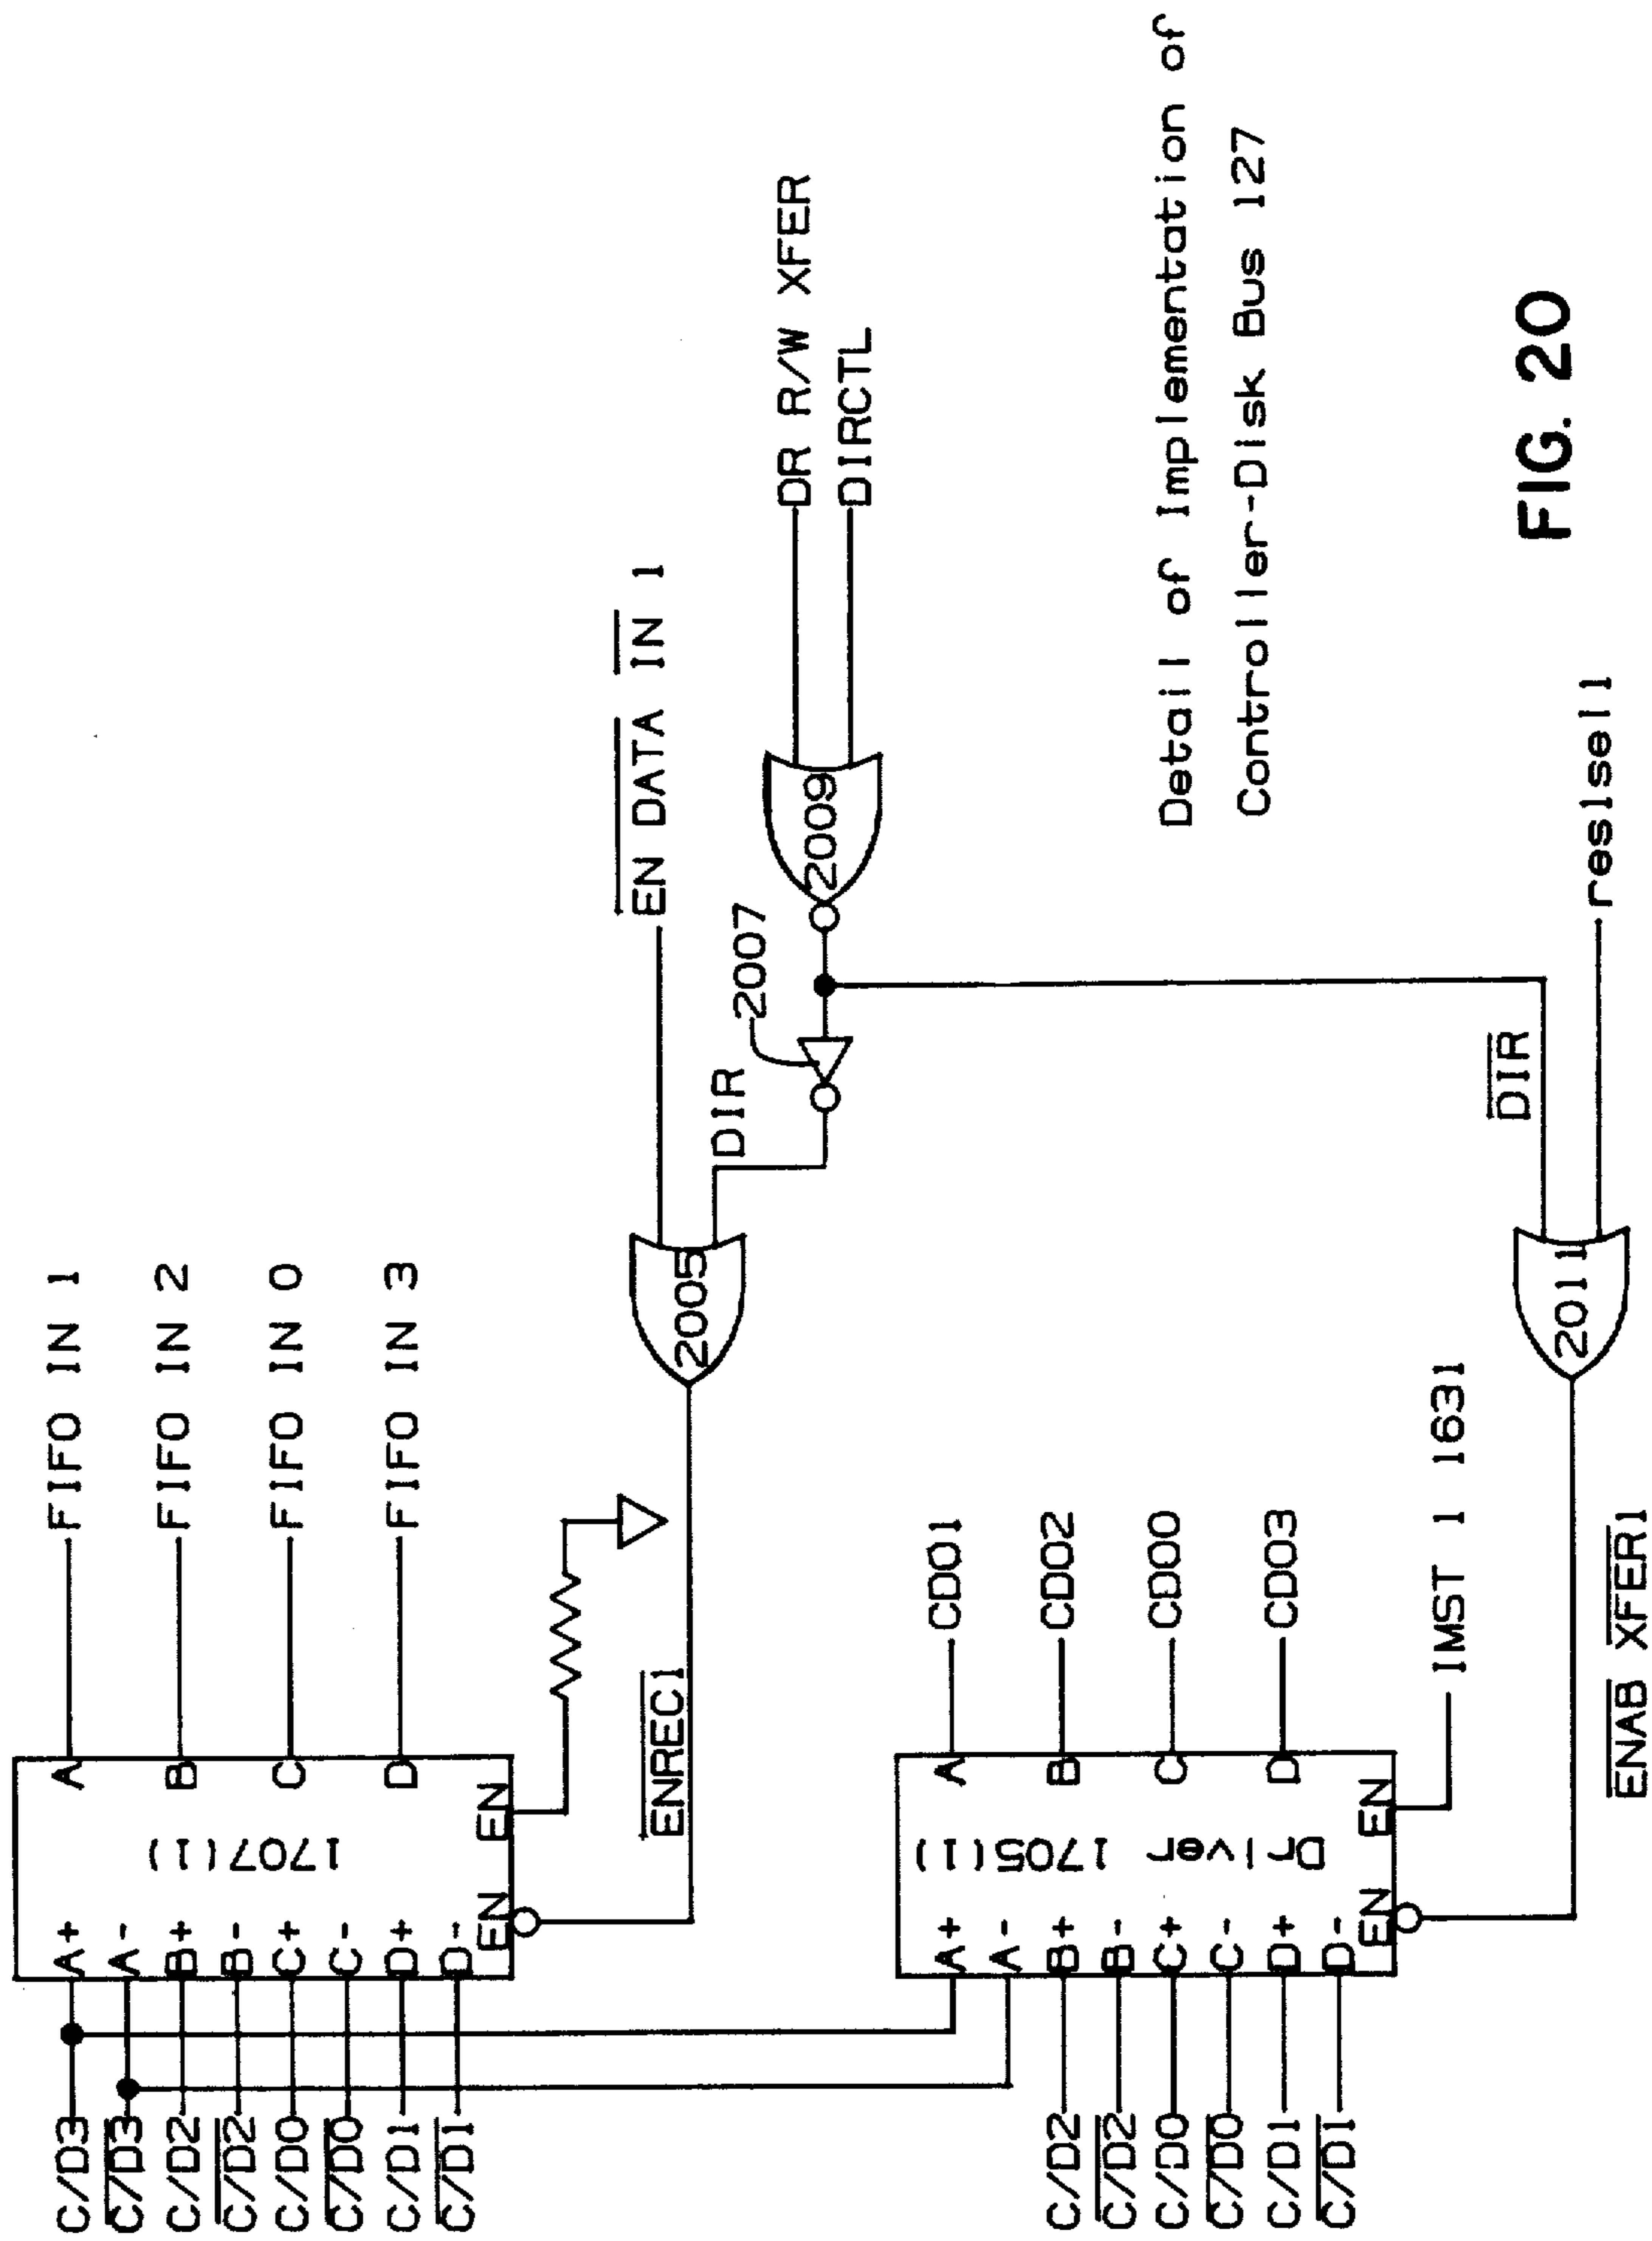 C/D3
C/D3
C/D2
C/D2
C/D0
C/D0
C/D1
C/D1
A+
A-
B+
B-
C+
C-
D+
D-
EN
1707(1)
A
B
C
D
EN
FIFO IN 1
FIFO IN 2
FIFO IN 0
FIFO IN 3
ENREC1
2005
EN DATA IN 1
DIR
2007
2009
DR R/W XFER
DIRCTL
C/D2
C/D2
C/D0
C/D0
C/D1
C/D1
A+
A-
B+
B-
C+
C-
D+
D-
EN
Driver 1705(1)
A
B
C
D
EN
CD01
CD02
CD00
CD03
IMST 1 1631
ENAB XFER1
2011
DIR
reslsel1
Detail of Implementation of
Controller-Disk Bus 127
FIG. 20